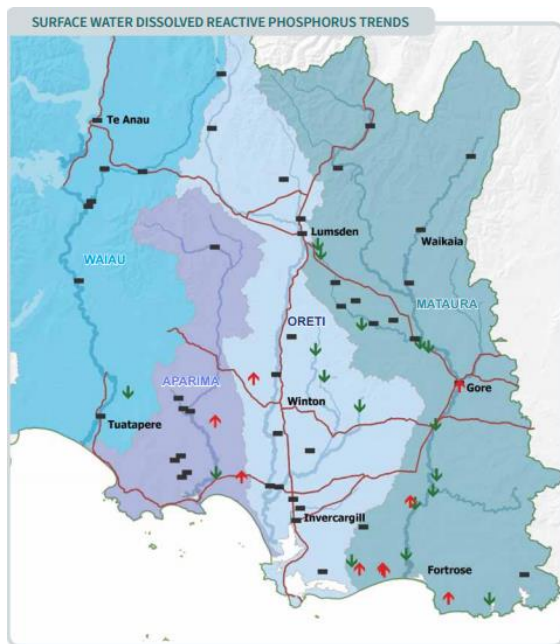 SURFACE WATER DISSOLVED REACTIVE PHOSPHORUS TRENDS
Te Anau
Lumsden
Waikaia
WAIAU
MATAURA
ORETI
APARIMA
Gore
Winton
Tuatapere
Invercargill
Fortrose